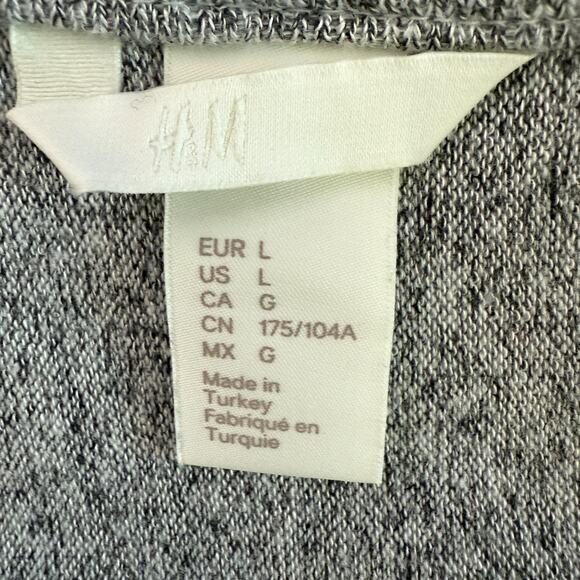 H&M
EUR L
US L
CA G
CN 175/104A
MX G
Made in
Turkey
Fabriqué en
Turquie